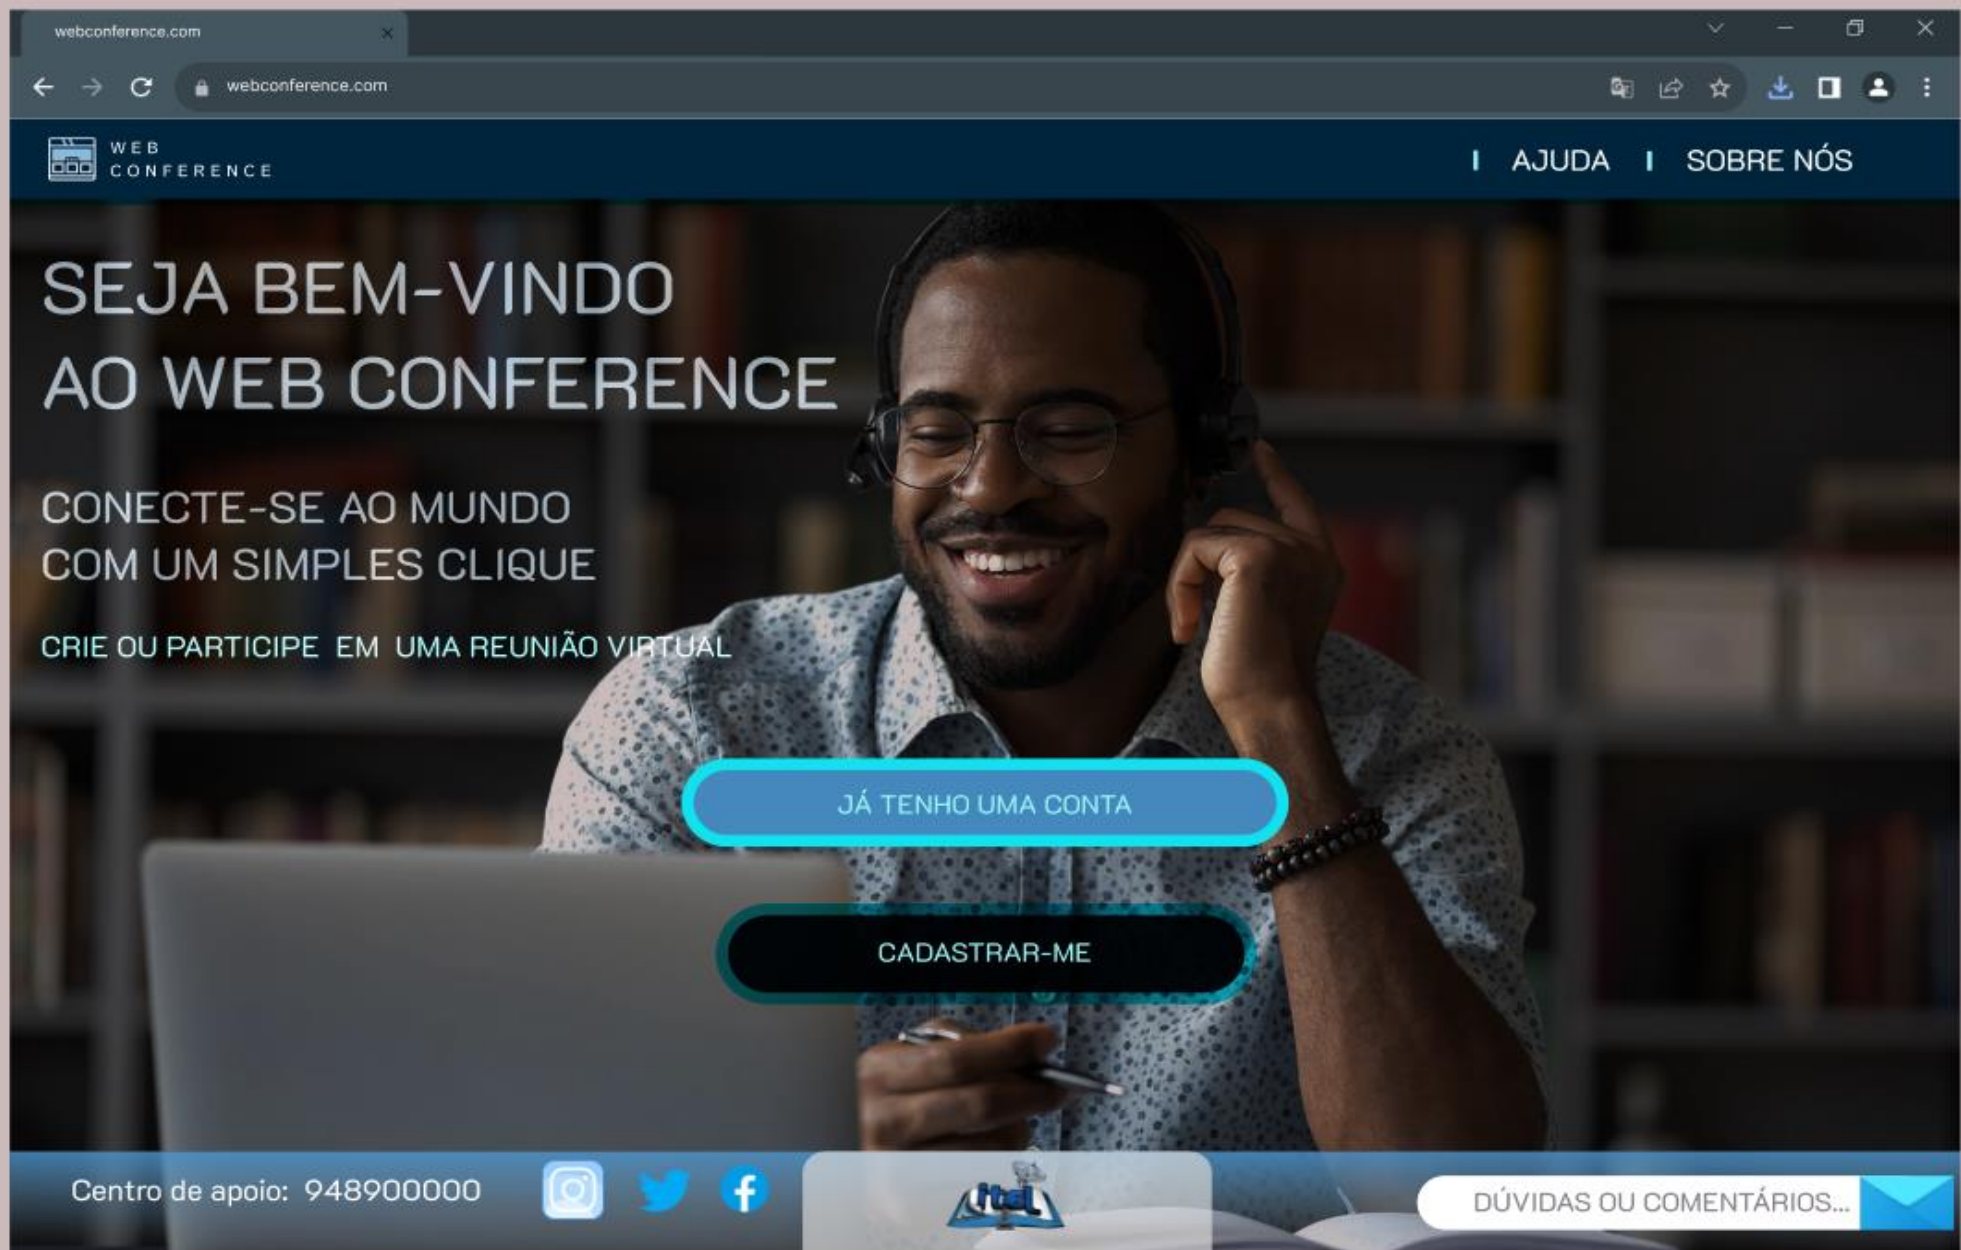 webconference.com
webconference.com
WEB
CONFERENCE
I AJUDA I SOBRE NÓS
SEJA BEM-VINDO
AO WEB CONFERENCE
CONECTE-SE AO MUNDO
COM UM SIMPLES CLIQUE
CRIE OU PARTICIPE EM UMA REUNIÃO VIRTUAL
JÁ TENHO UMA CONTA
CADASTRAR-ME
Centro de apoio: 948900000
itel
DÚVIDAS OU COMENTÁRIOS...